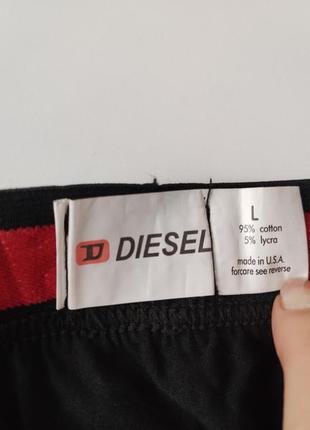 D DIESEL
L
95% cotton
5% lycra
made in U.S.A.
forcare see reverse